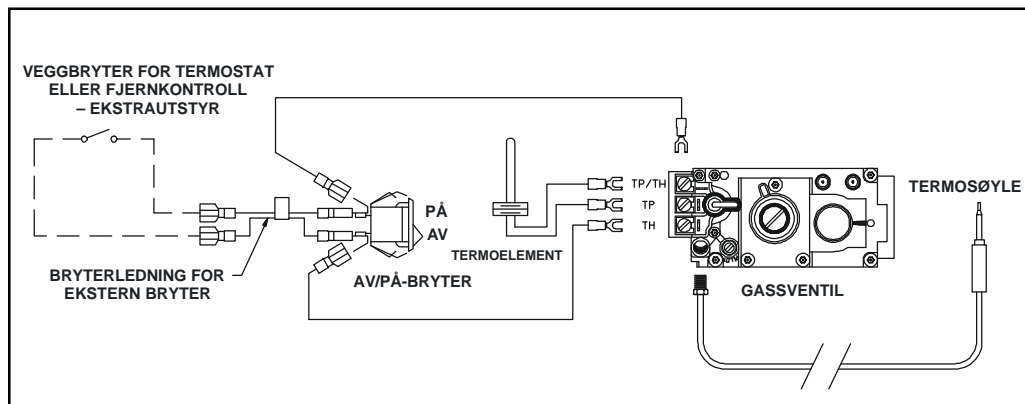 VEGGBRYTER FOR TERMOSTAT
ELLER FJERNKONTROLL
– EKSTRAUTSTYR
BRYTERLEDNING FOR
EKSTERN BRYTER
PÅ
AV
AV/PÅ-BRYTER
TERMOELEMENT
TP/TH
TP
TH
GASSVENTIL
TERMOSØYLE